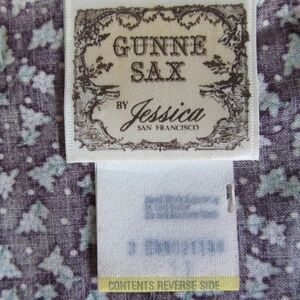 GUNNE
SAX
BY Jessica
SAN FRANCISCO
CONTENTS REVERSE SIDE